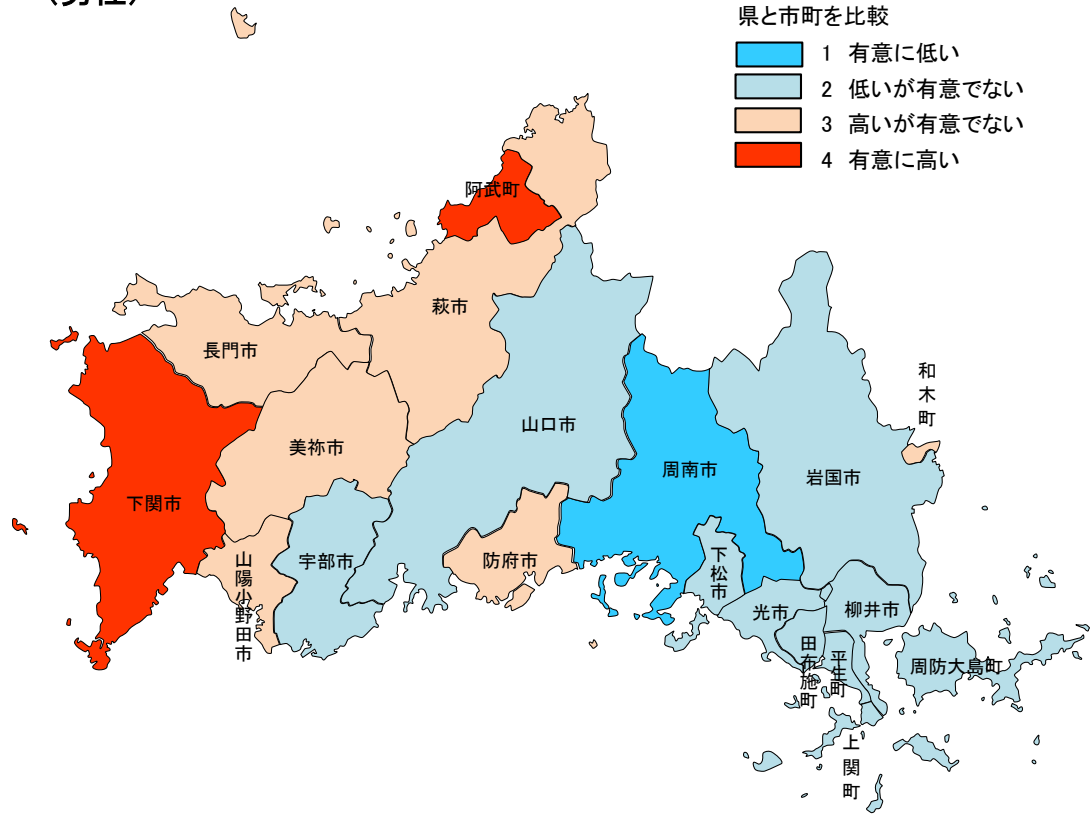 県と市町を比較
1 有意に低い
2 低いが有意でない
3 高いが有意でない
4 有意に高い
阿武町
萩市
長門市
和木町
山口市
美祢市
周南市
岩国市
下関市
防府市
宇部市
山陽小野田市
下松市
光市
柳井市
田布施町
平生町
周防大島町
上関町